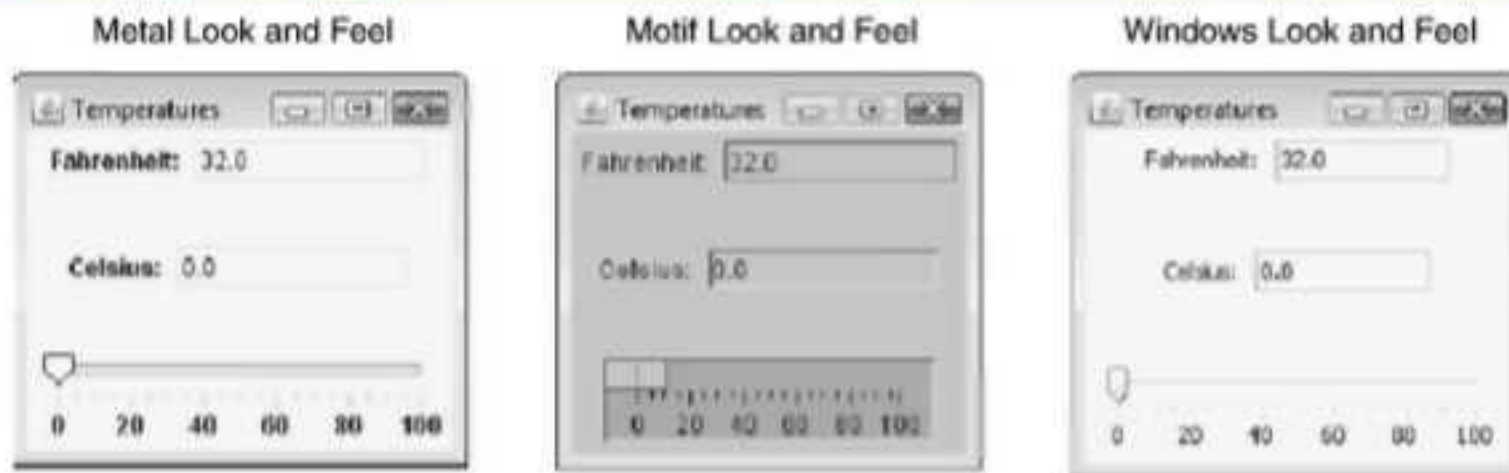 Metal Look and Feel
Temperatures
Fahrenheit: 32.0
Celsius: 0.0
0 20 40 60 80 100
Motif Look and Feel
Temperatures
Fahrenheit: 32.0
Celsius: 0.0
0 20 40 60 80 100
Windows Look and Feel
Temperatures
Fahrenheit: 32.0
Celsius: 0.0
0 20 40 60 80 100